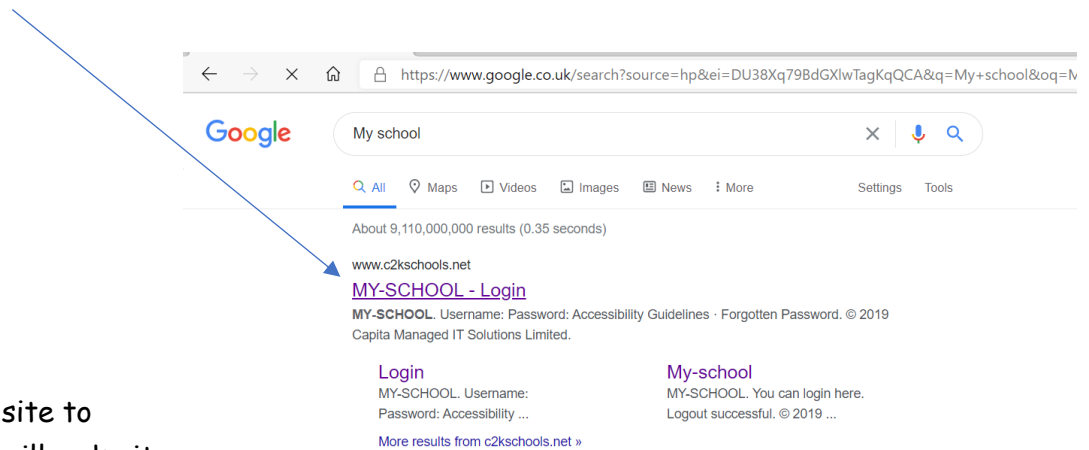 https://www.google.co.uk/search?source=hp&ei=DU38Xq79BdGXlwTagKqQCA&q=My+school&oq=M
Google
My school
All Maps Videos Images News More Settings Tools
About 9,110,000,000 results (0.35 seconds)
www.c2kschools.net
MY-SCHOOL - Login
MY-SCHOOL. Username: Password: Accessibility Guidelines · Forgotten Password. © 2019
Capita Managed IT Solutions Limited.
Login
MY-SCHOOL. Username:
Password: Accessibility ...
My-school
MY-SCHOOL. You can login here.
Logout successful. © 2019 ...
More results from c2kschools.net »
site to